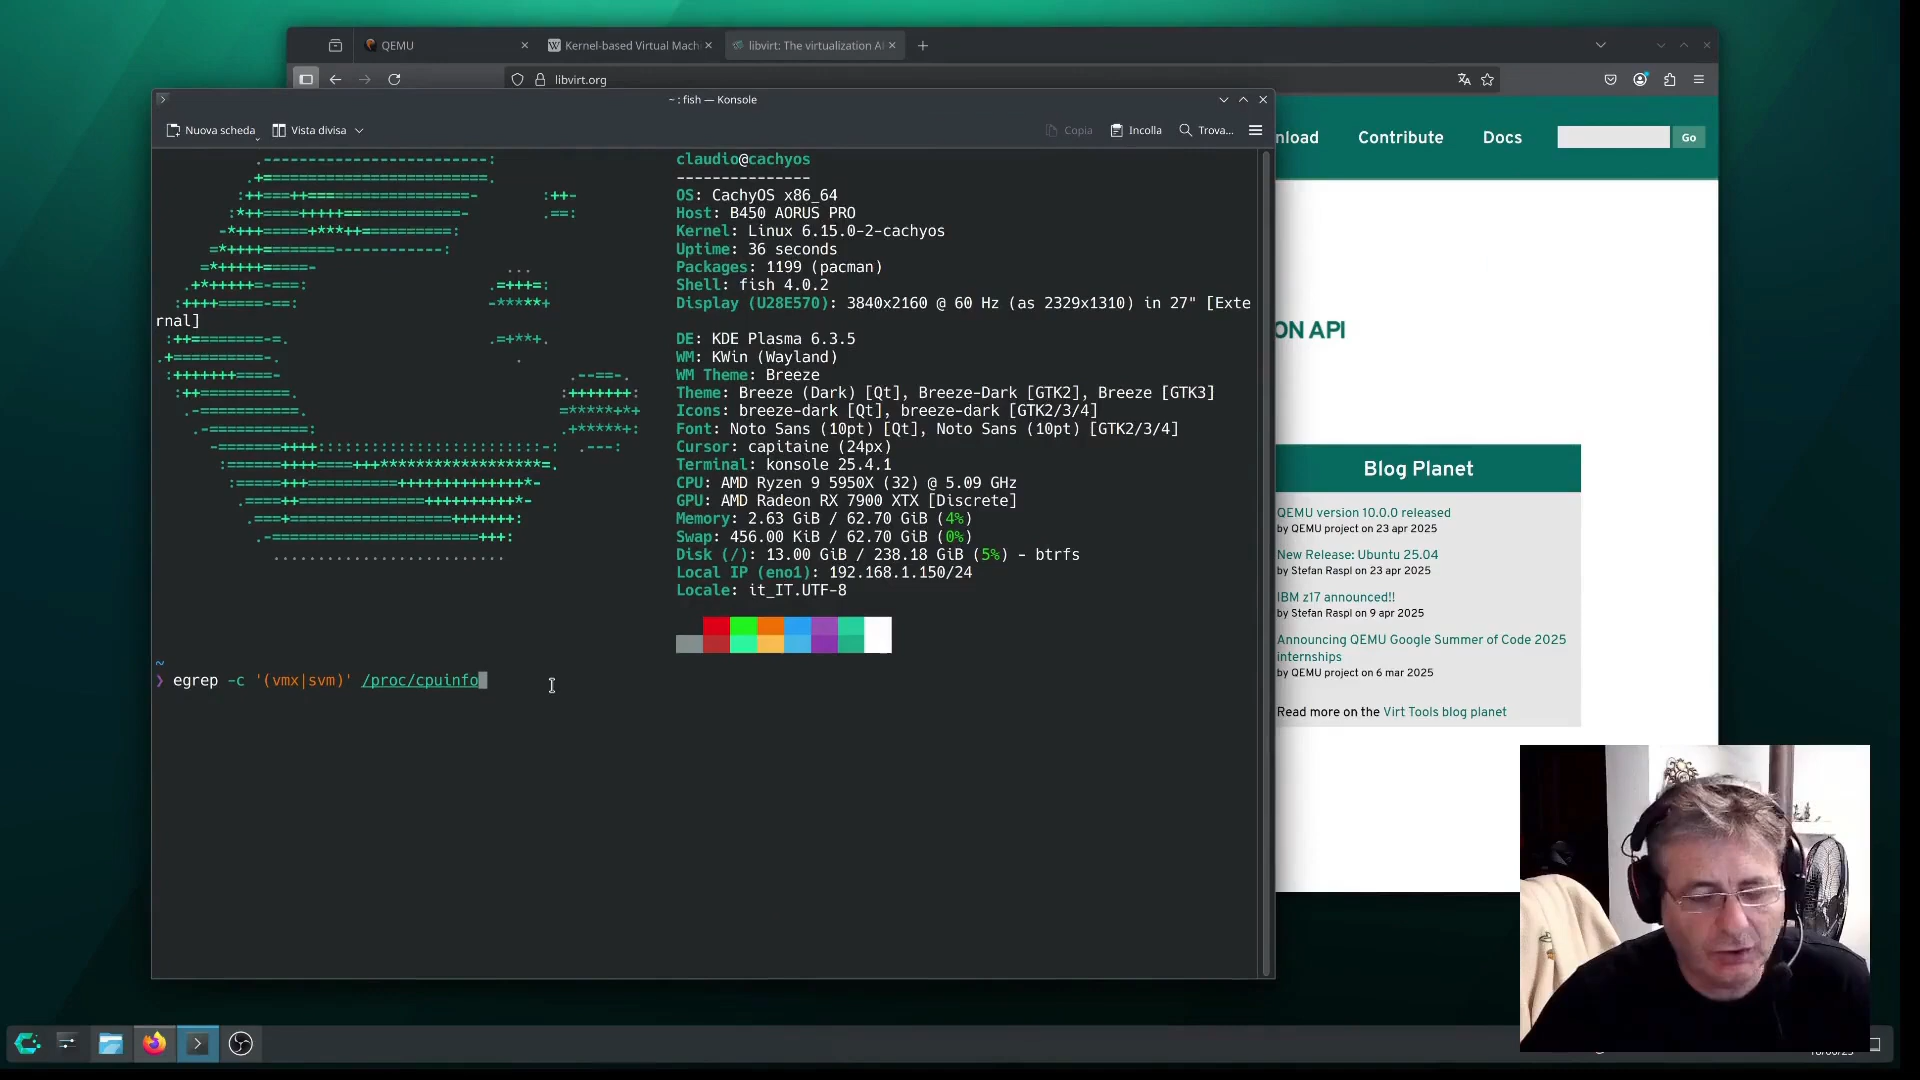 QEMU
Kernel-based Virtual Mach
libvirt: The virtualization AI
libvirt.org
~ : fish — Konsole
Nuova scheda
Vista divisa
Copia
Incolla
Trova...
nload
Contribute
Docs
Go
claudio@cachyos
---------------
OS: CachyOS x86_64
Host: B450 AORUS PRO
Kernel: Linux 6.15.0-2-cachyos
Uptime: 36 seconds
Packages: 1199 (pacman)
Shell: fish 4.0.2
Display (U28E570): 3840x2160 @ 60 Hz (as 2329x1310) in 27" [Exte
rnal]
DE: KDE Plasma 6.3.5
WM: KWin (Wayland)
WM Theme: Breeze
Theme: Breeze (Dark) [Qt], Breeze-Dark [GTK2], Breeze [GTK3]
Icons: breeze-dark [Qt], breeze-dark [GTK2/3/4]
Font: Noto Sans (10pt) [Qt], Noto Sans (10pt) [GTK2/3/4]
Cursor: capitaine (24px)
Terminal: konsole 25.4.1
CPU: AMD Ryzen 9 5950X (32) @ 5.09 GHz
GPU: AMD Radeon RX 7900 XTX [Discrete]
Memory: 2.63 GiB / 62.70 GiB (4%)
Swap: 456.00 KiB / 62.70 GiB (0%)
Disk (/): 13.00 GiB / 238.18 GiB (5%) - btrfs
Local IP (eno1): 192.168.1.150/24
Locale: it_IT.UTF-8
~
❯ egrep -c '(vmx|svm)' /proc/cpuinfo
ON API
Blog Planet
QEMU version 10.0.0 released
by QEMU project on 23 apr 2025
New Release: Ubuntu 25.04
by Stefan Raspl on 23 apr 2025
IBM z17 announced!!
by Stefan Raspl on 9 apr 2025
Announcing QEMU Google Summer of Code 2025
internships
by QEMU project on 6 mar 2025
Read more on the Virt Tools blog planet